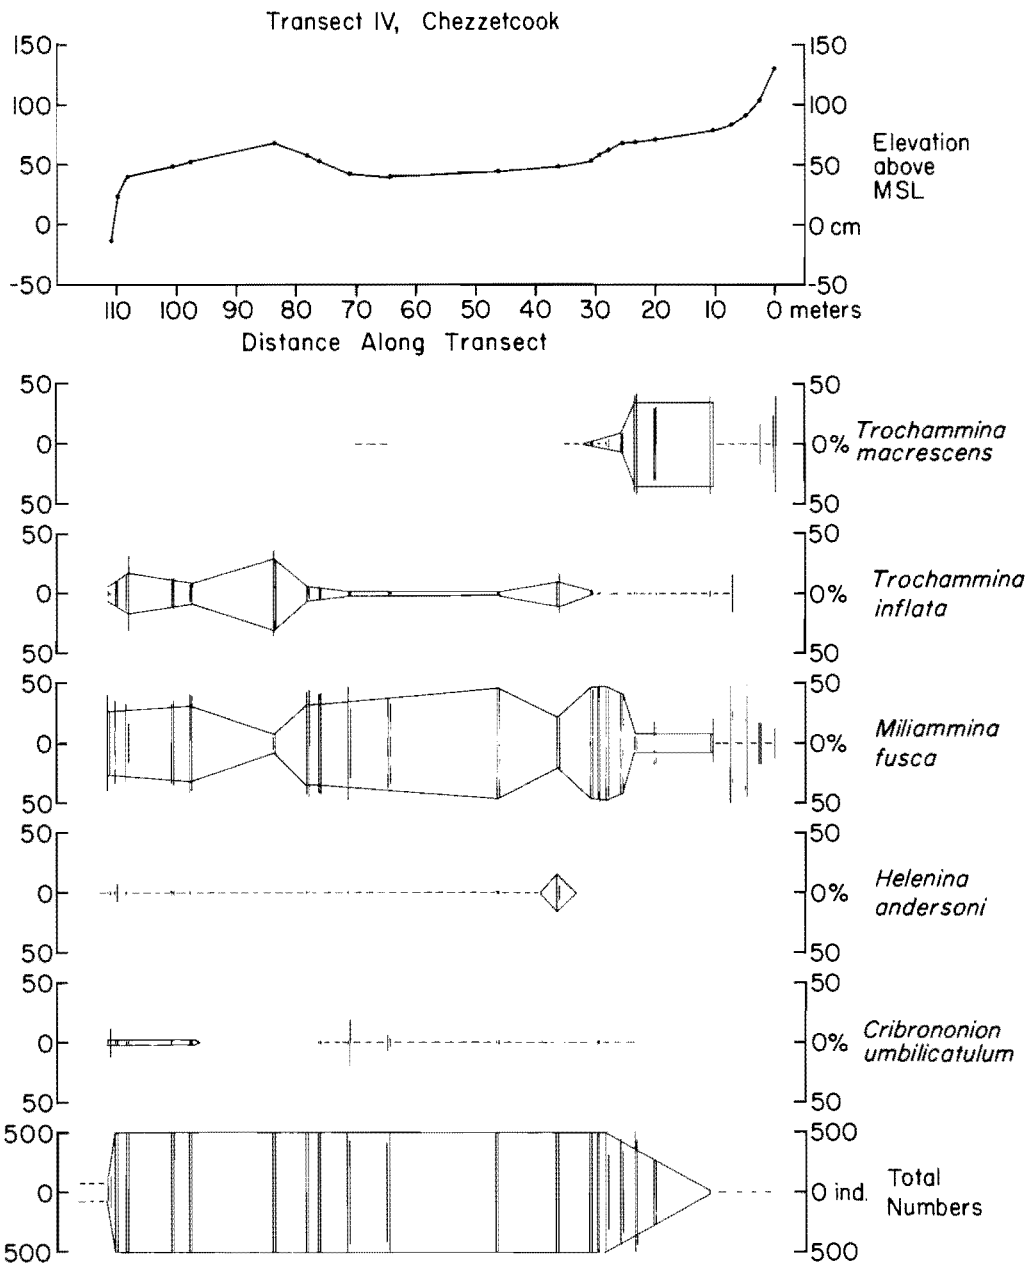 Transect IV, Chezzetcook
150 150
100 100
50 50
0 0 cm
-50 -50
Elevation
above
MSL
110 100 90 80 70 60 50 40 30 20 10 0 meters
Distance Along Transect
50 50
0 0% Trochammina
macrescens
50 50
50 50
0 0% Trochammina
inflata
50 50
50 50
0 0% Miliammina
fusca
50 50
50 50
0 0% Helenina
andersoni
50 50
50 50
0 0% Cribrononion
umbilicatulum
50 50
500 500
0 0 ind. Total
Numbers
500 500